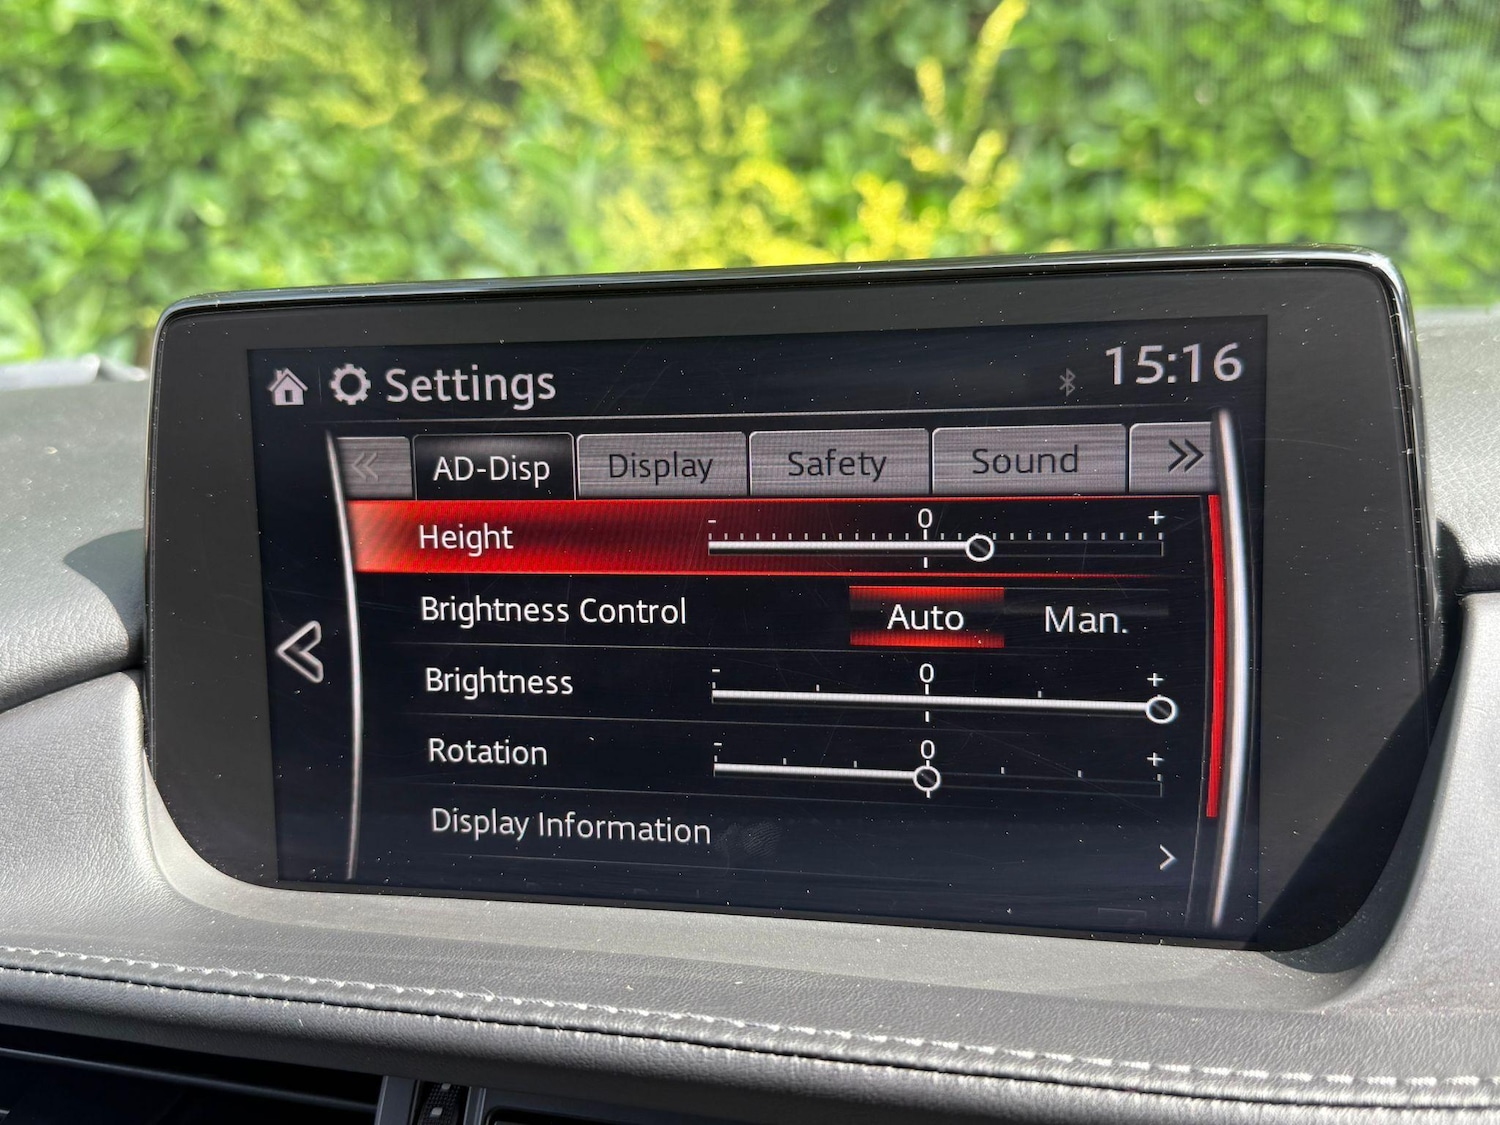 Settings 15:16
AD-Disp Display Safety Sound
Height - 0 +
Brightness Control Auto Man.
Brightness - 0 +
Rotation - 0 +
Display Information